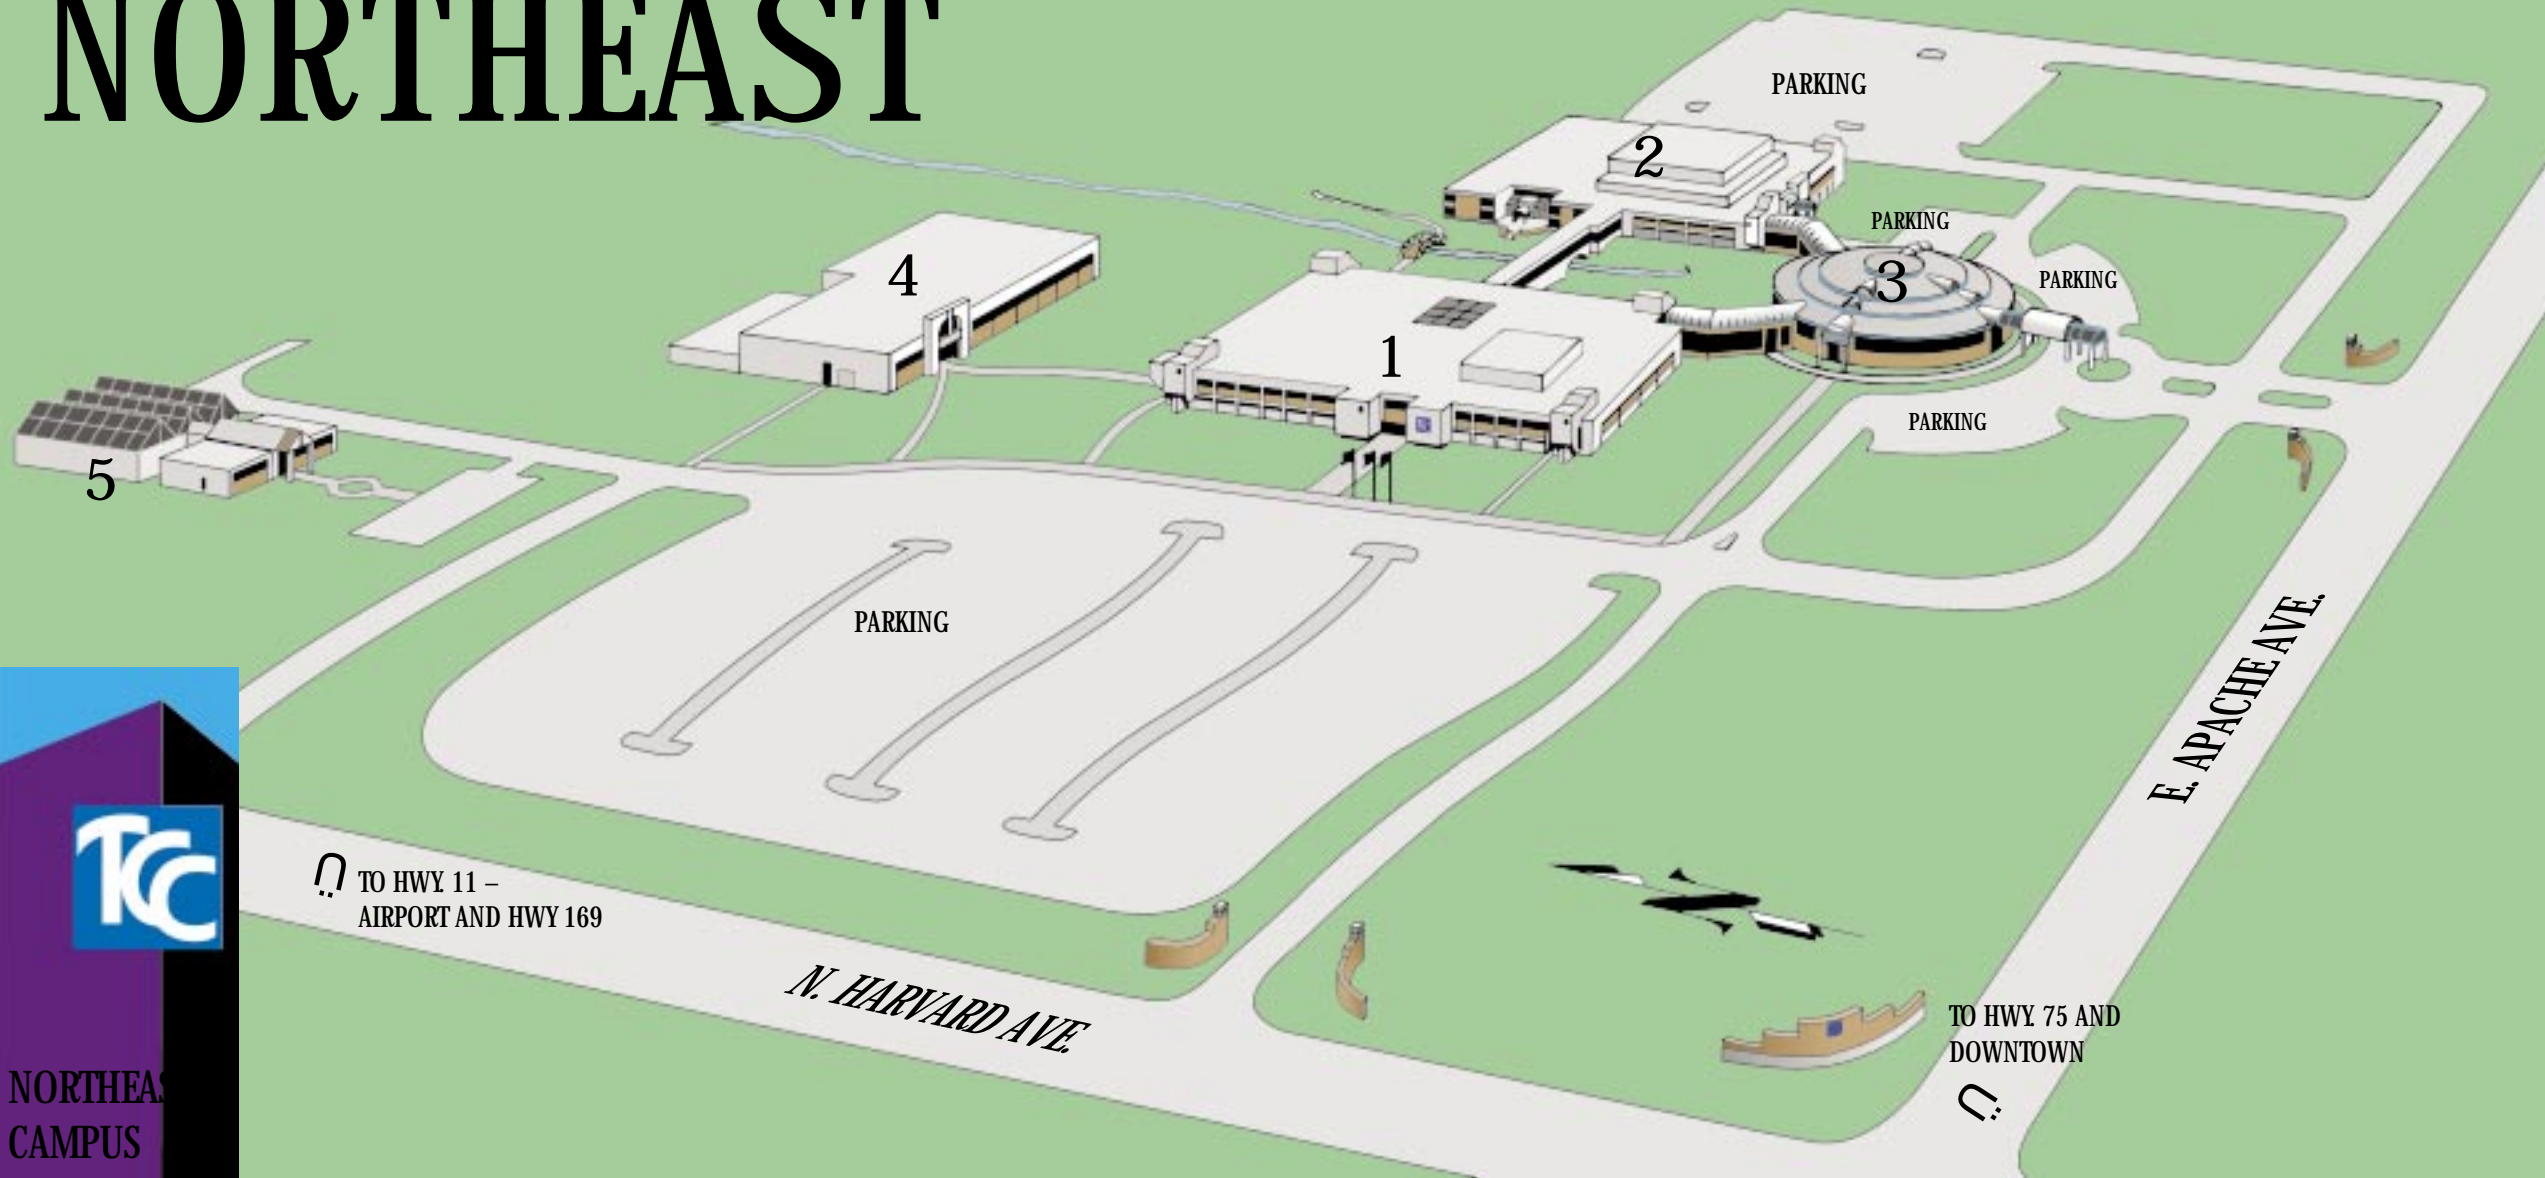 NORTHEAST
PARKING
2
PARKING
3
PARKING
4
1
PARKING
5
PARKING
E. APACHE AVE.
TCC
TO HWY. 11 –
AIRPORT AND HWY 169
N
N. HARVARD AVE.
TO HWY. 75 AND
DOWNTOWN
NORTHEAS
CAMPUS